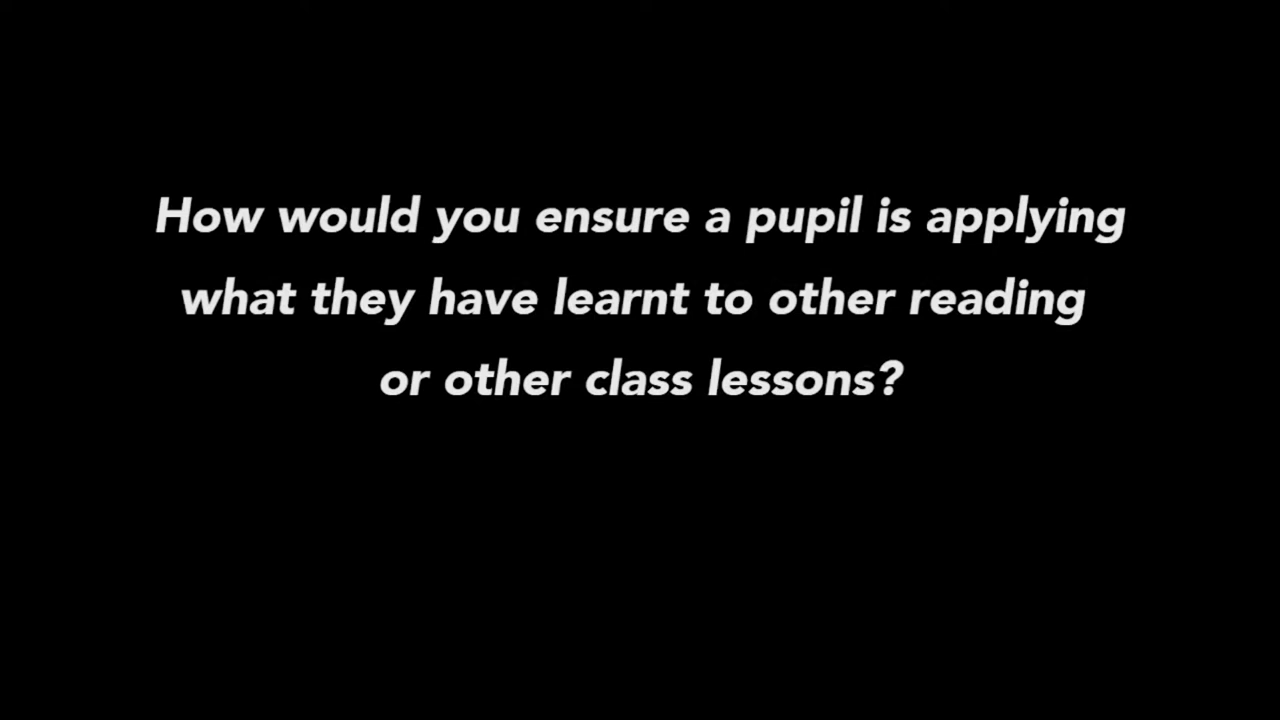 How would you ensure a pupil is applying
what they have learnt to other reading
or other class lessons?